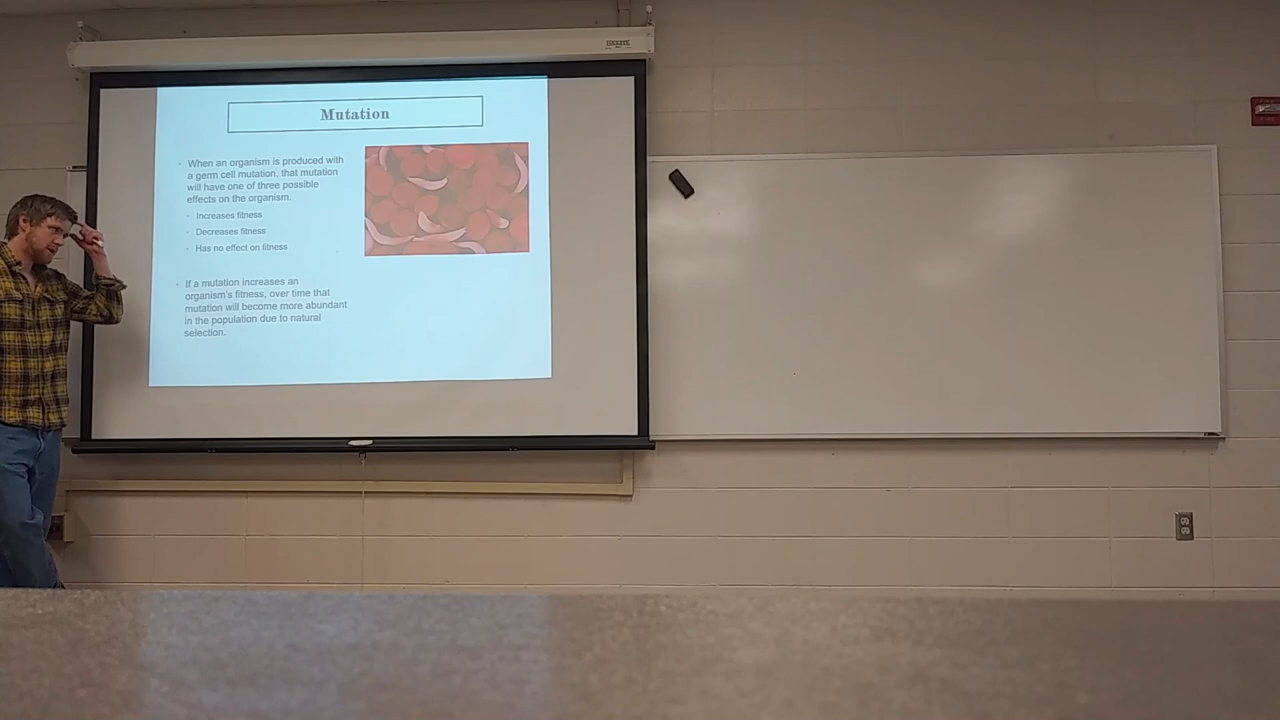 Mutation
When an organism is produced with
a germ cell mutation, that mutation
will have one of three possible
effects on the organism.
Increases fitness
Decreases fitness
Has no effect on fitness
If a mutation increases an
organism's fitness, over time that
mutation will become more abundant
in the population due to natural
selection.